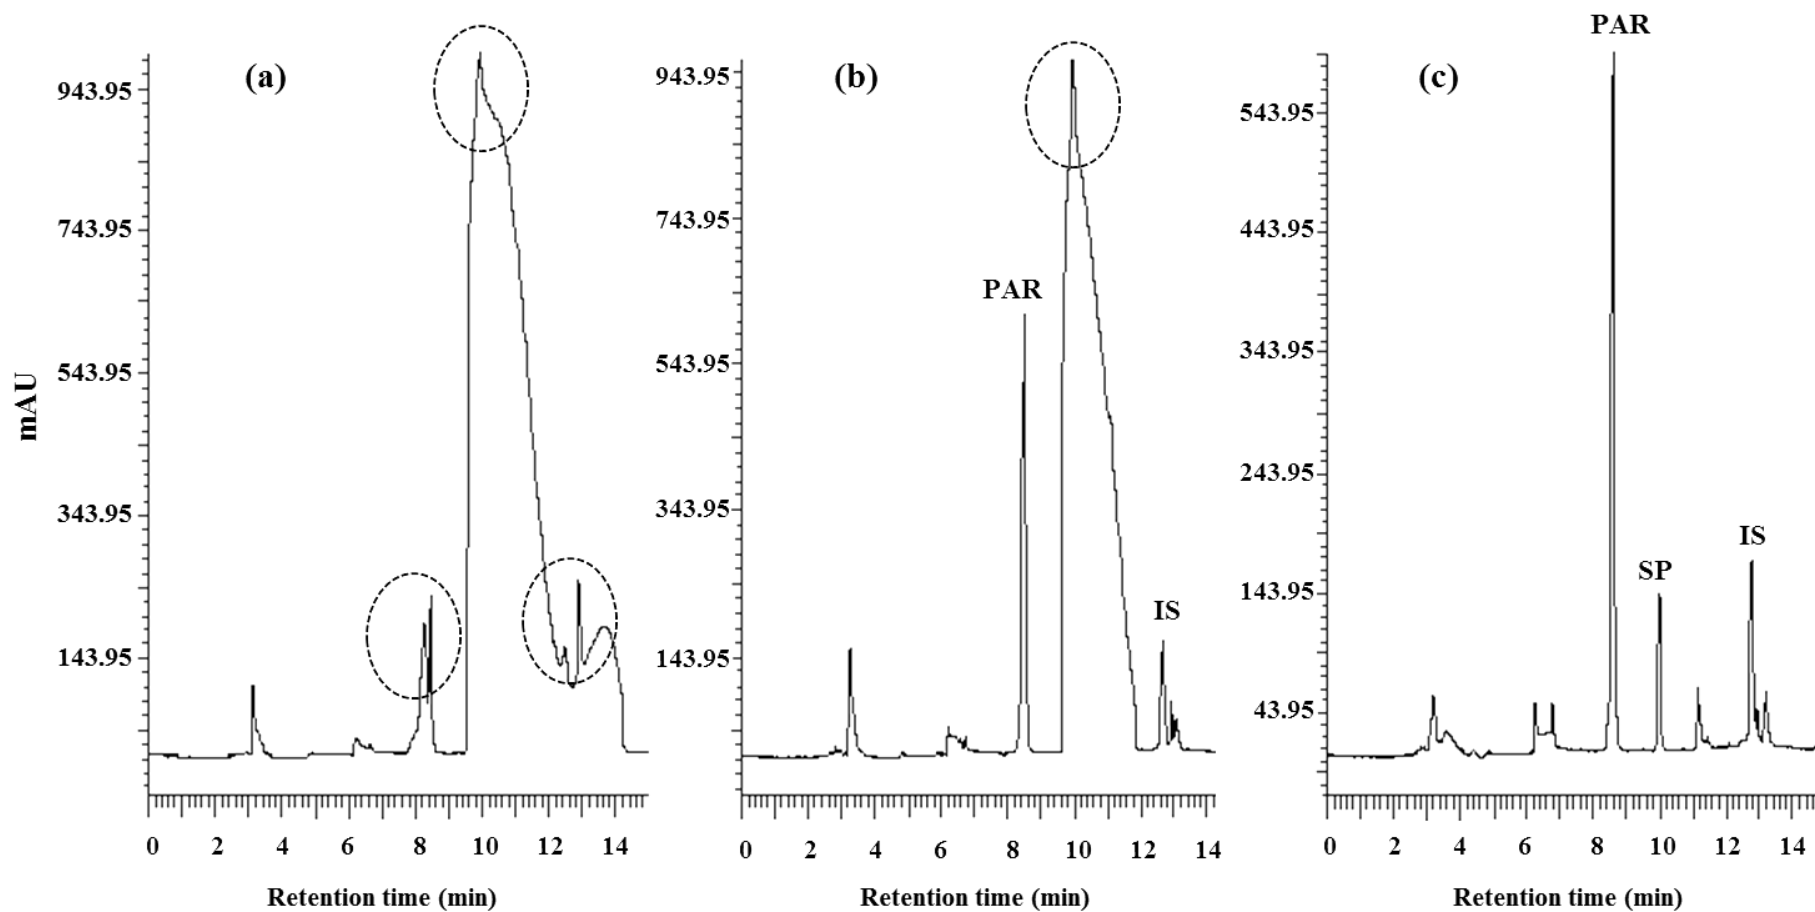 mAU
(a)
943.95
743.95
543.95
343.95
143.95
0 2 4 6 8 10 12 14
Retention time (min)
(b)
943.95
743.95
543.95
343.95
143.95
PAR
IS
0 2 4 6 8 10 12 14
Retention time (min)
PAR
(c)
543.95
443.95
343.95
243.95
143.95
43.95
SP
IS
0 2 4 6 8 10 12 14
Retention time (min)